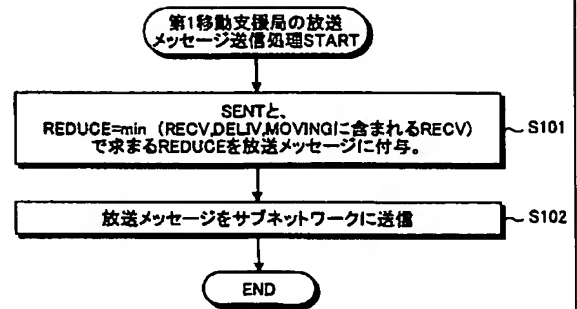 第1移動支援局の放送
メッセージ送信処理START
SENTと、
REDUCE=min（RECV,DELIV,MOVINGに含まれるRECV）
で求まるREDUCEを放送メッセージに付与。
S101
放送メッセージをサブネットワークに送信
S102
END